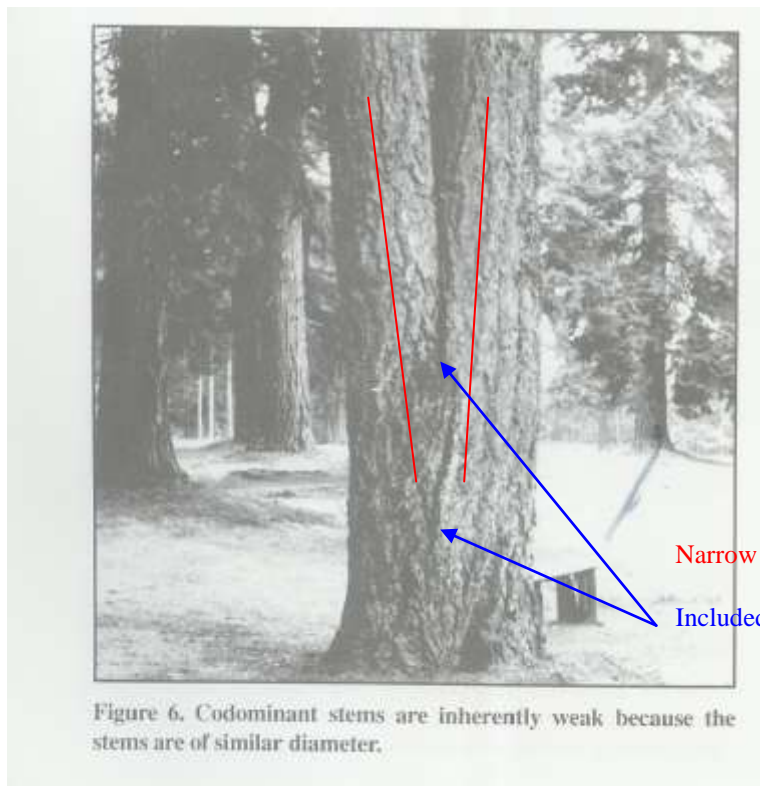 Narrow
Included
Figure 6. Codominant stems are inherently weak because the
stems are of similar diameter.